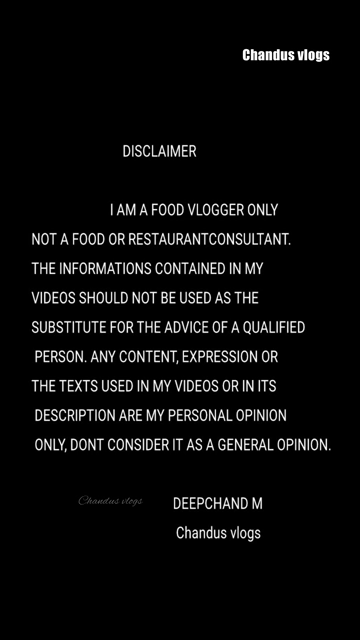 Chandus vlogs
DISCLAIMER
I AM A FOOD VLOGGER ONLY
NOT A FOOD OR RESTAURANTCONSULTANT.
THE INFORMATIONS CONTAINED IN MY
VIDEOS SHOULD NOT BE USED AS THE
SUBSTITUTE FOR THE ADVICE OF A QUALIFIED
PERSON. ANY CONTENT, EXPRESSION OR
THE TEXTS USED IN MY VIDEOS OR IN ITS
DESCRIPTION ARE MY PERSONAL OPINION
ONLY, DONT CONSIDER IT AS A GENERAL OPINION.
Chandus vlogs DEEPCHAND M
Chandus vlogs